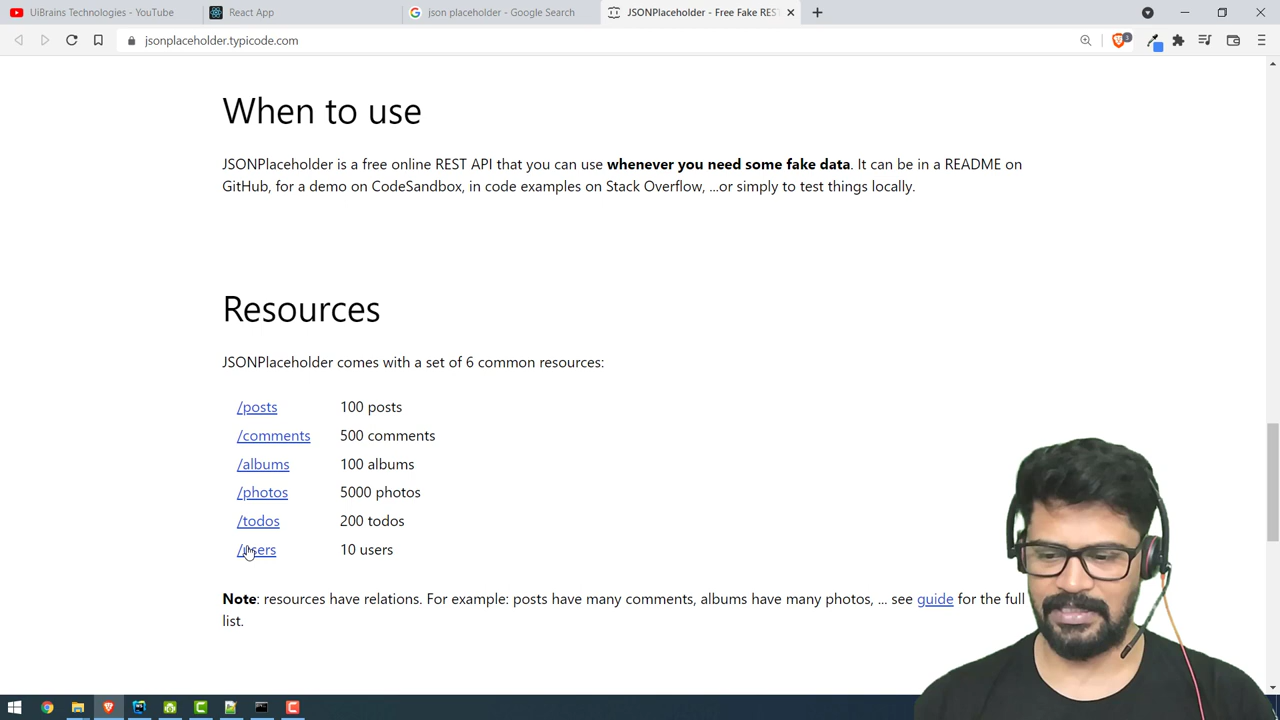 UiBrains Technologies - YouTube
React App
json placeholder - Google Search
JSONPlaceholder - Free Fake RES
jsonplaceholder.typicode.com
3
When to use
JSONPlaceholder is a free online REST API that you can use whenever you need some fake data. It can be in a README on
GitHub, for a demo on CodeSandbox, in code examples on Stack Overflow, ...or simply to test things locally.
Resources
JSONPlaceholder comes with a set of 6 common resources:
/posts 100 posts
/comments 500 comments
/albums 100 albums
/photos 5000 photos
/todos 200 todos
/users 10 users
Note: resources have relations. For example: posts have many comments, albums have many photos, ... see guide for the full
list.